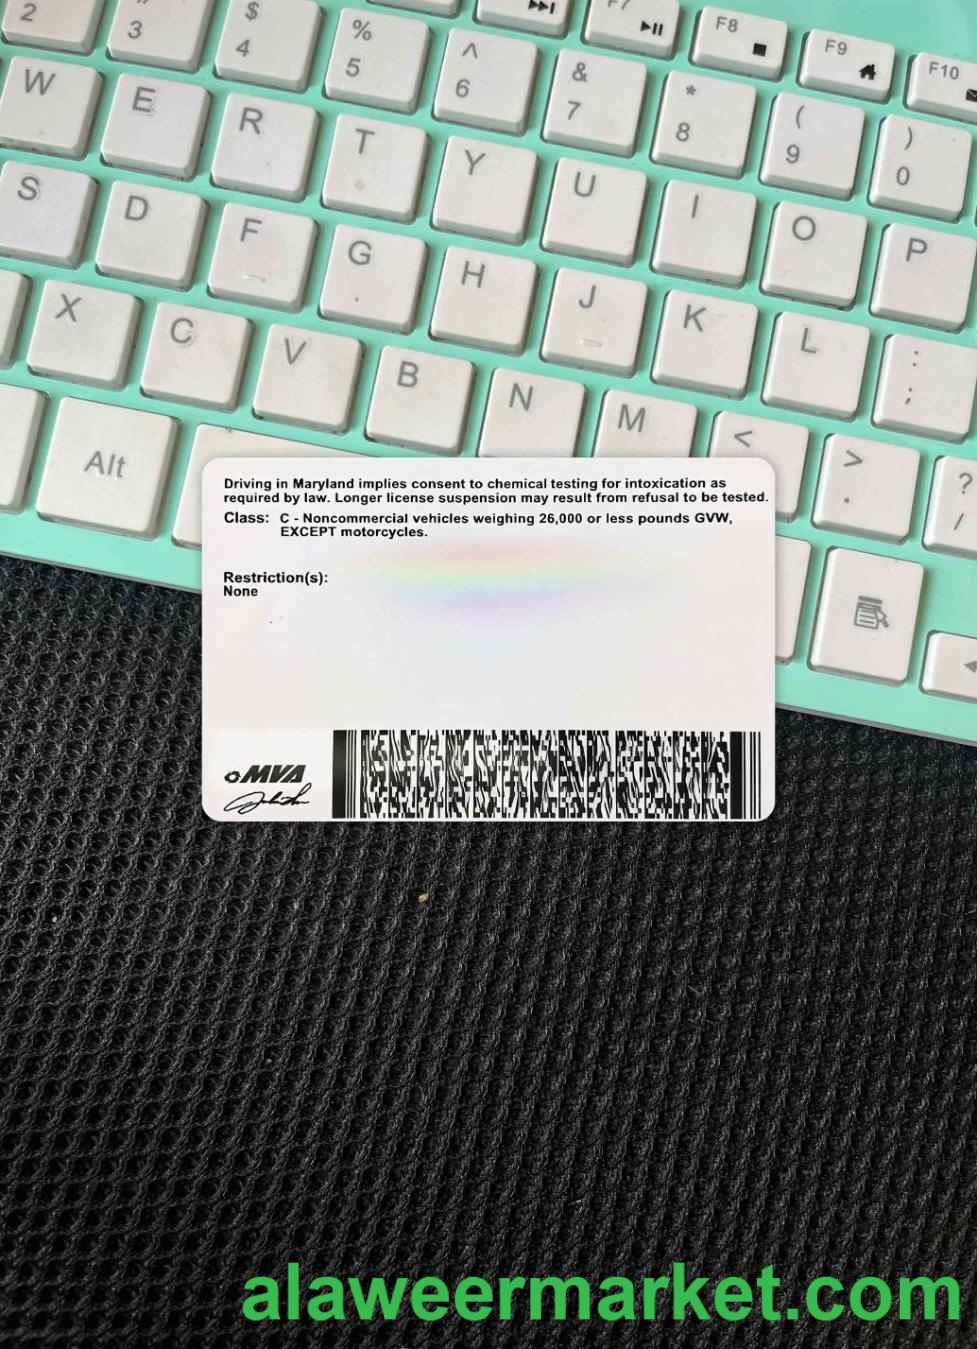 2
3
$
4
%
5
^
6
&
7
*
8
(
9
)
0
F7
F8
F9
F10
W
E
R
T
Y
U
I
O
P
S
D
F
G
H
J
K
L
:
;
X
C
V
B
N
M
<
>
.
?
/
Alt
Driving in Maryland implies consent to chemical testing for intoxication as
required by law. Longer license suspension may result from refusal to be tested.
Class: C - Noncommercial vehicles weighing 26,000 or less pounds GVW,
EXCEPT motorcycles.
Restriction(s):
None
MVA
alaweermarket.com